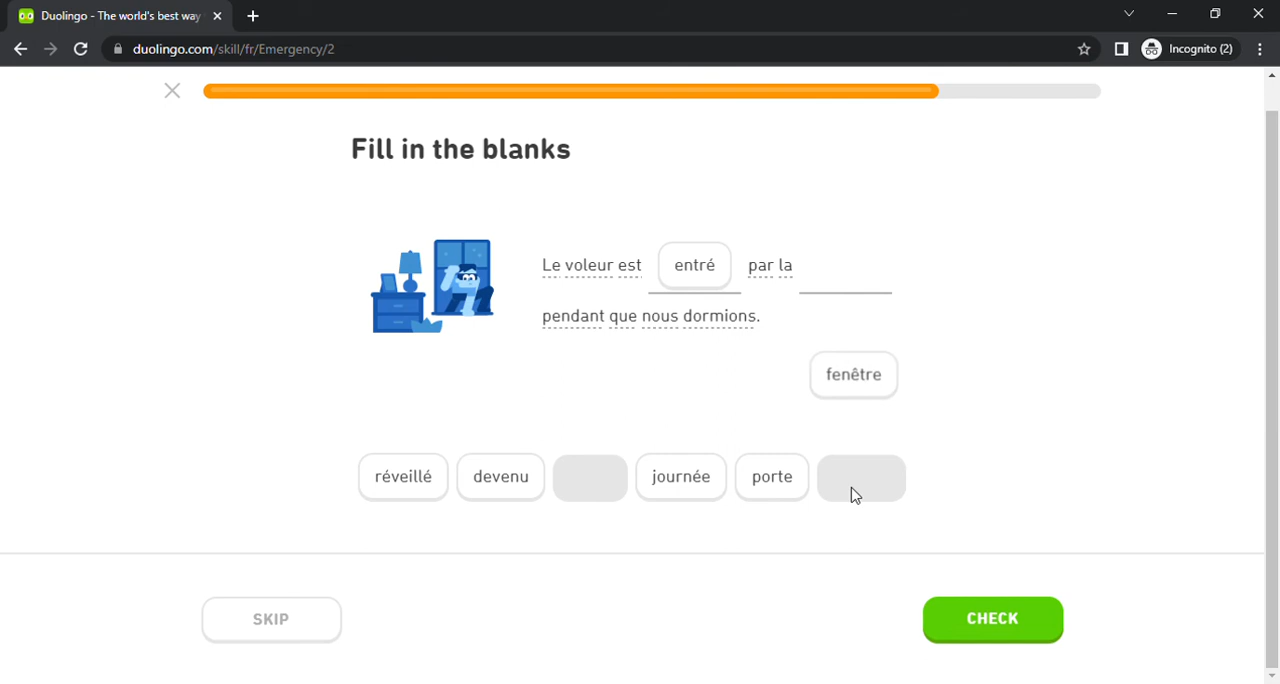 Duolingo - The world's best way
duolingo.com/skill/fr/Emergency/2
Incognito (2)
Fill in the blanks
Le voleur est entré par la
pendant que nous dormions.
fenêtre
réveillé devenu journée porte
SKIP CHECK